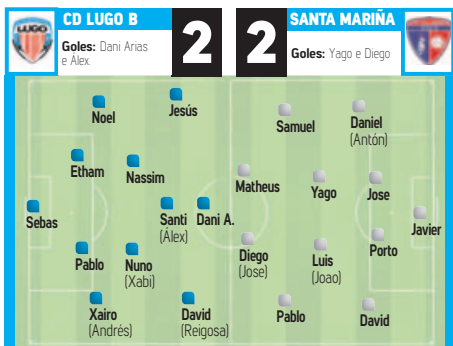 CD LUGO B
Goles: Dani Arias
e Álex
2
2
SANTA MARIÑA
Goles: Yago e Diego
LUGO
Noel
Jesús
Samuel
Daniel
(Antón)
Etham
Nassim
Matheus
Yago
Jose
Sebas
Santi
(Álex)
Dani A.
Javier
Pablo
Nuno
(Xabi)
Diego
(Jose)
Luis
(Joao)
Porto
Xairo
(Andrés)
David
(Reigosa)
Pablo
David